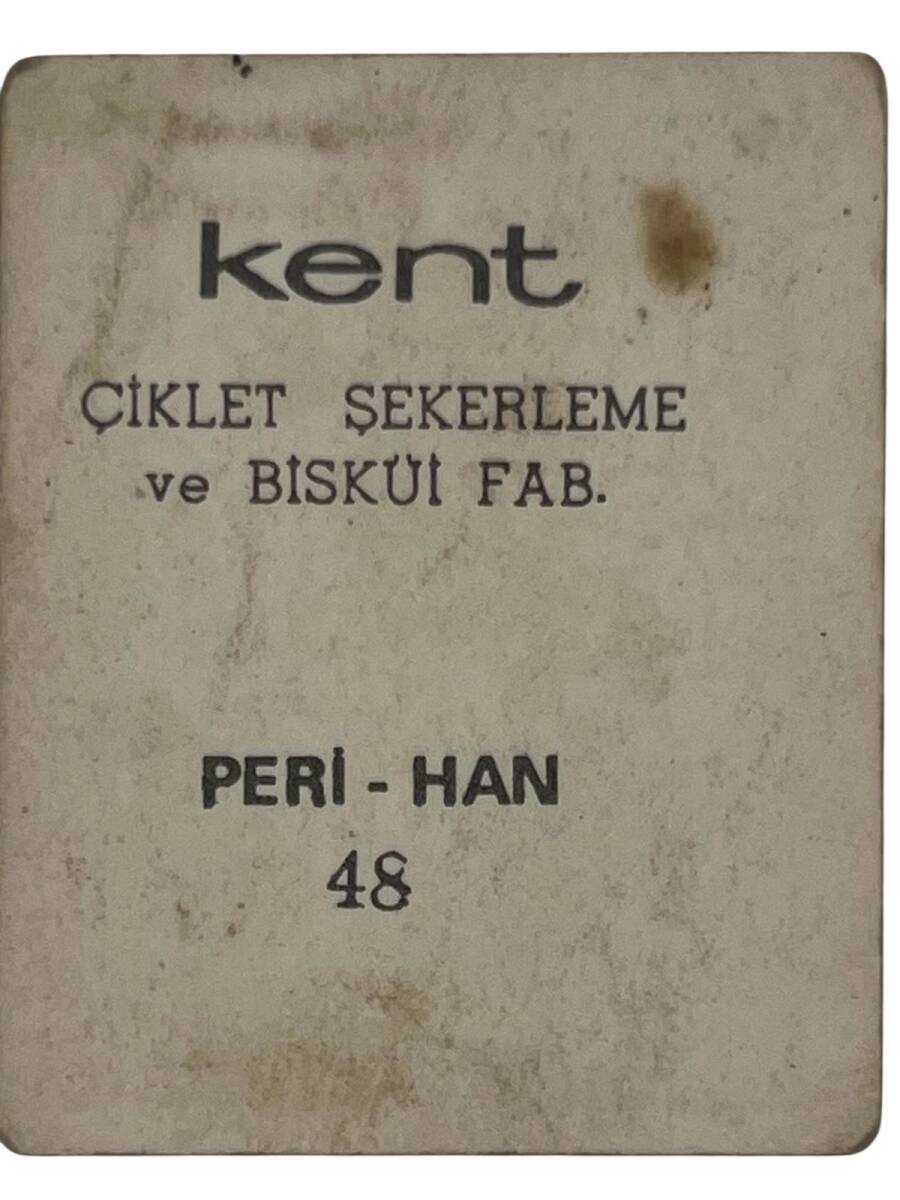 kent
ÇİKLET ŞEKERLEME
ve BİSKÜİ FAB.
PERİ - HAN
48